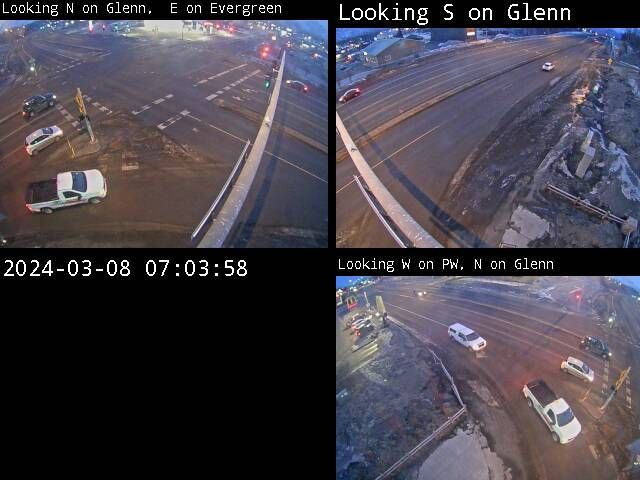 Looking N on Glenn, E on Evergreen
Looking S on Glenn
2024-03-08 07:03:58
Looking W on PW, N on Glenn